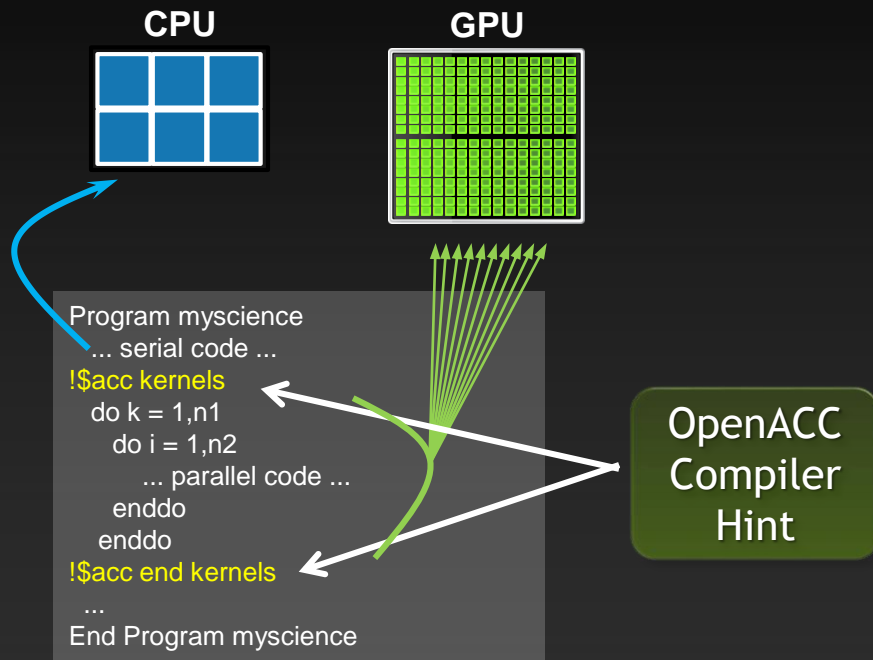 CPU
GPU
Program myscience
... serial code ...
!$acc kernels
do k = 1,n1
do i = 1,n2
... parallel code ...
enddo
enddo
!$acc end kernels
...
End Program myscience
OpenACC
Compiler
Hint